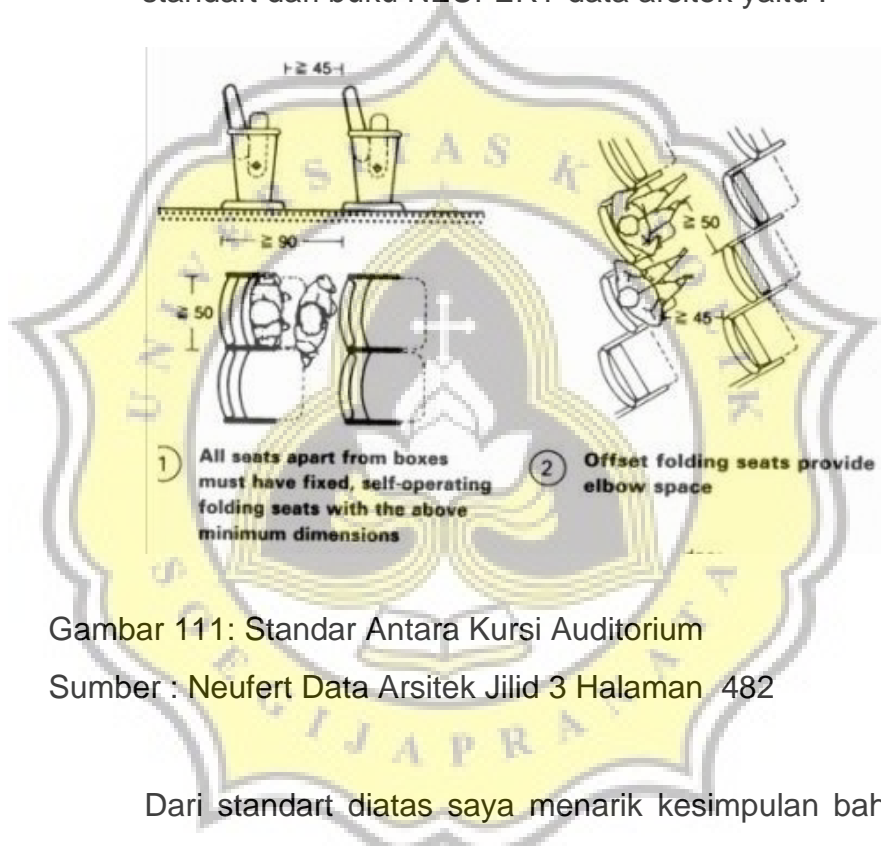 standart dari buku NEUFERT data arsitek yaitu :
≧ 45
≧ 90
≧ 50
≧ 50
≧ 45
1 All seats apart from boxes
must have fixed, self-operating
folding seats with the above
minimum dimensions
2 Offset folding seats provide
elbow space
Gambar 111: Standar Antara Kursi Auditorium
Sumber : Neufert Data Arsitek Jilid 3 Halaman 482
Dari standart diatas saya menarik kesimpulan bah
UNIVERSITAS KATOLIK
SOEGIJAPRANATA